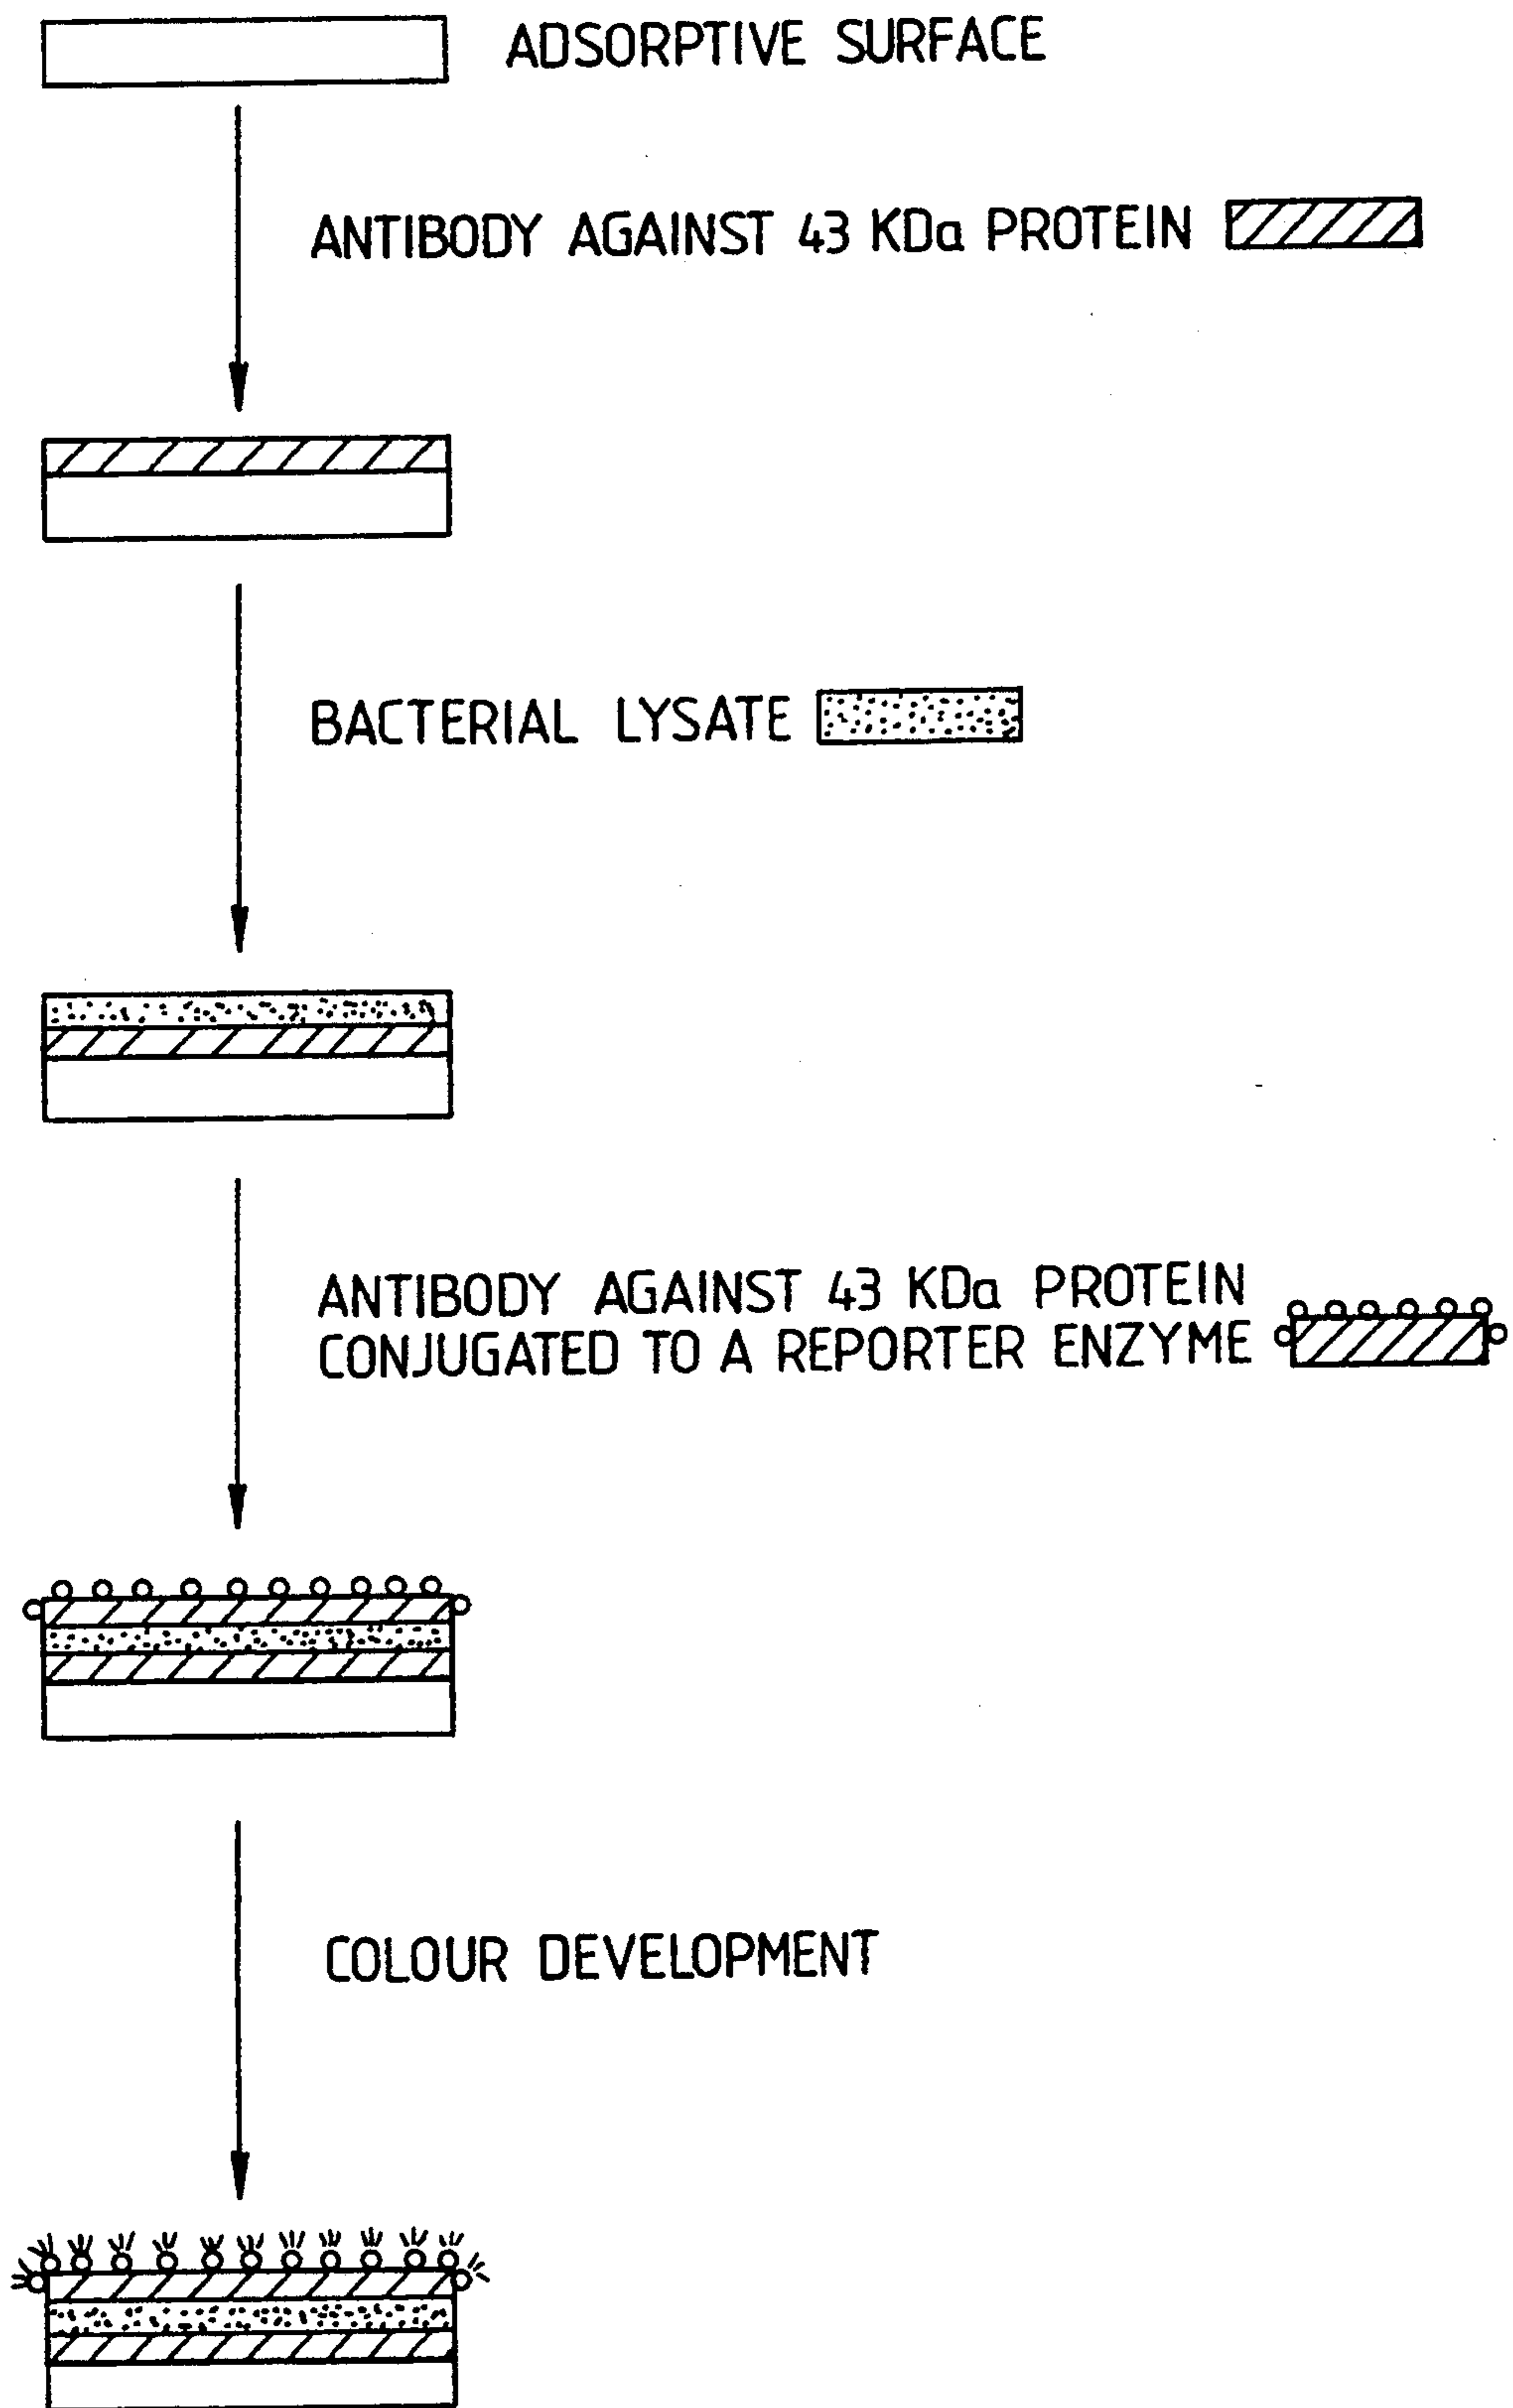 ADSORPTIVE SURFACE
ANTIBODY AGAINST 43 KDa PROTEIN
BACTERIAL LYSATE
ANTIBODY AGAINST 43 KDa PROTEIN
CONJUGATED TO A REPORTER ENZYME
COLOUR DEVELOPMENT